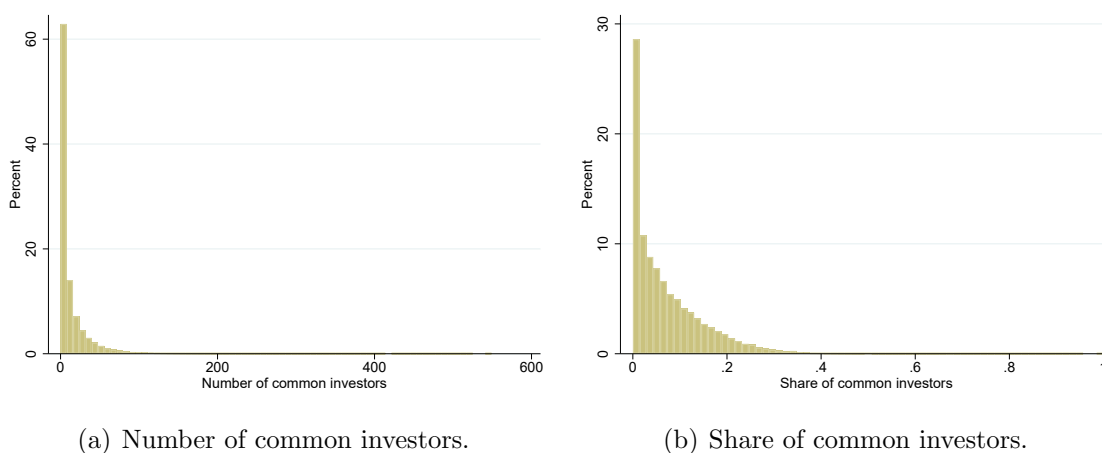 60
40
20
0
Percent
0 200 400 600
Number of common investors
(a) Number of common investors.
30
20
10
0
Percent
0 .2 .4 .6 .8
Share of common investors
(b) Share of common investors.